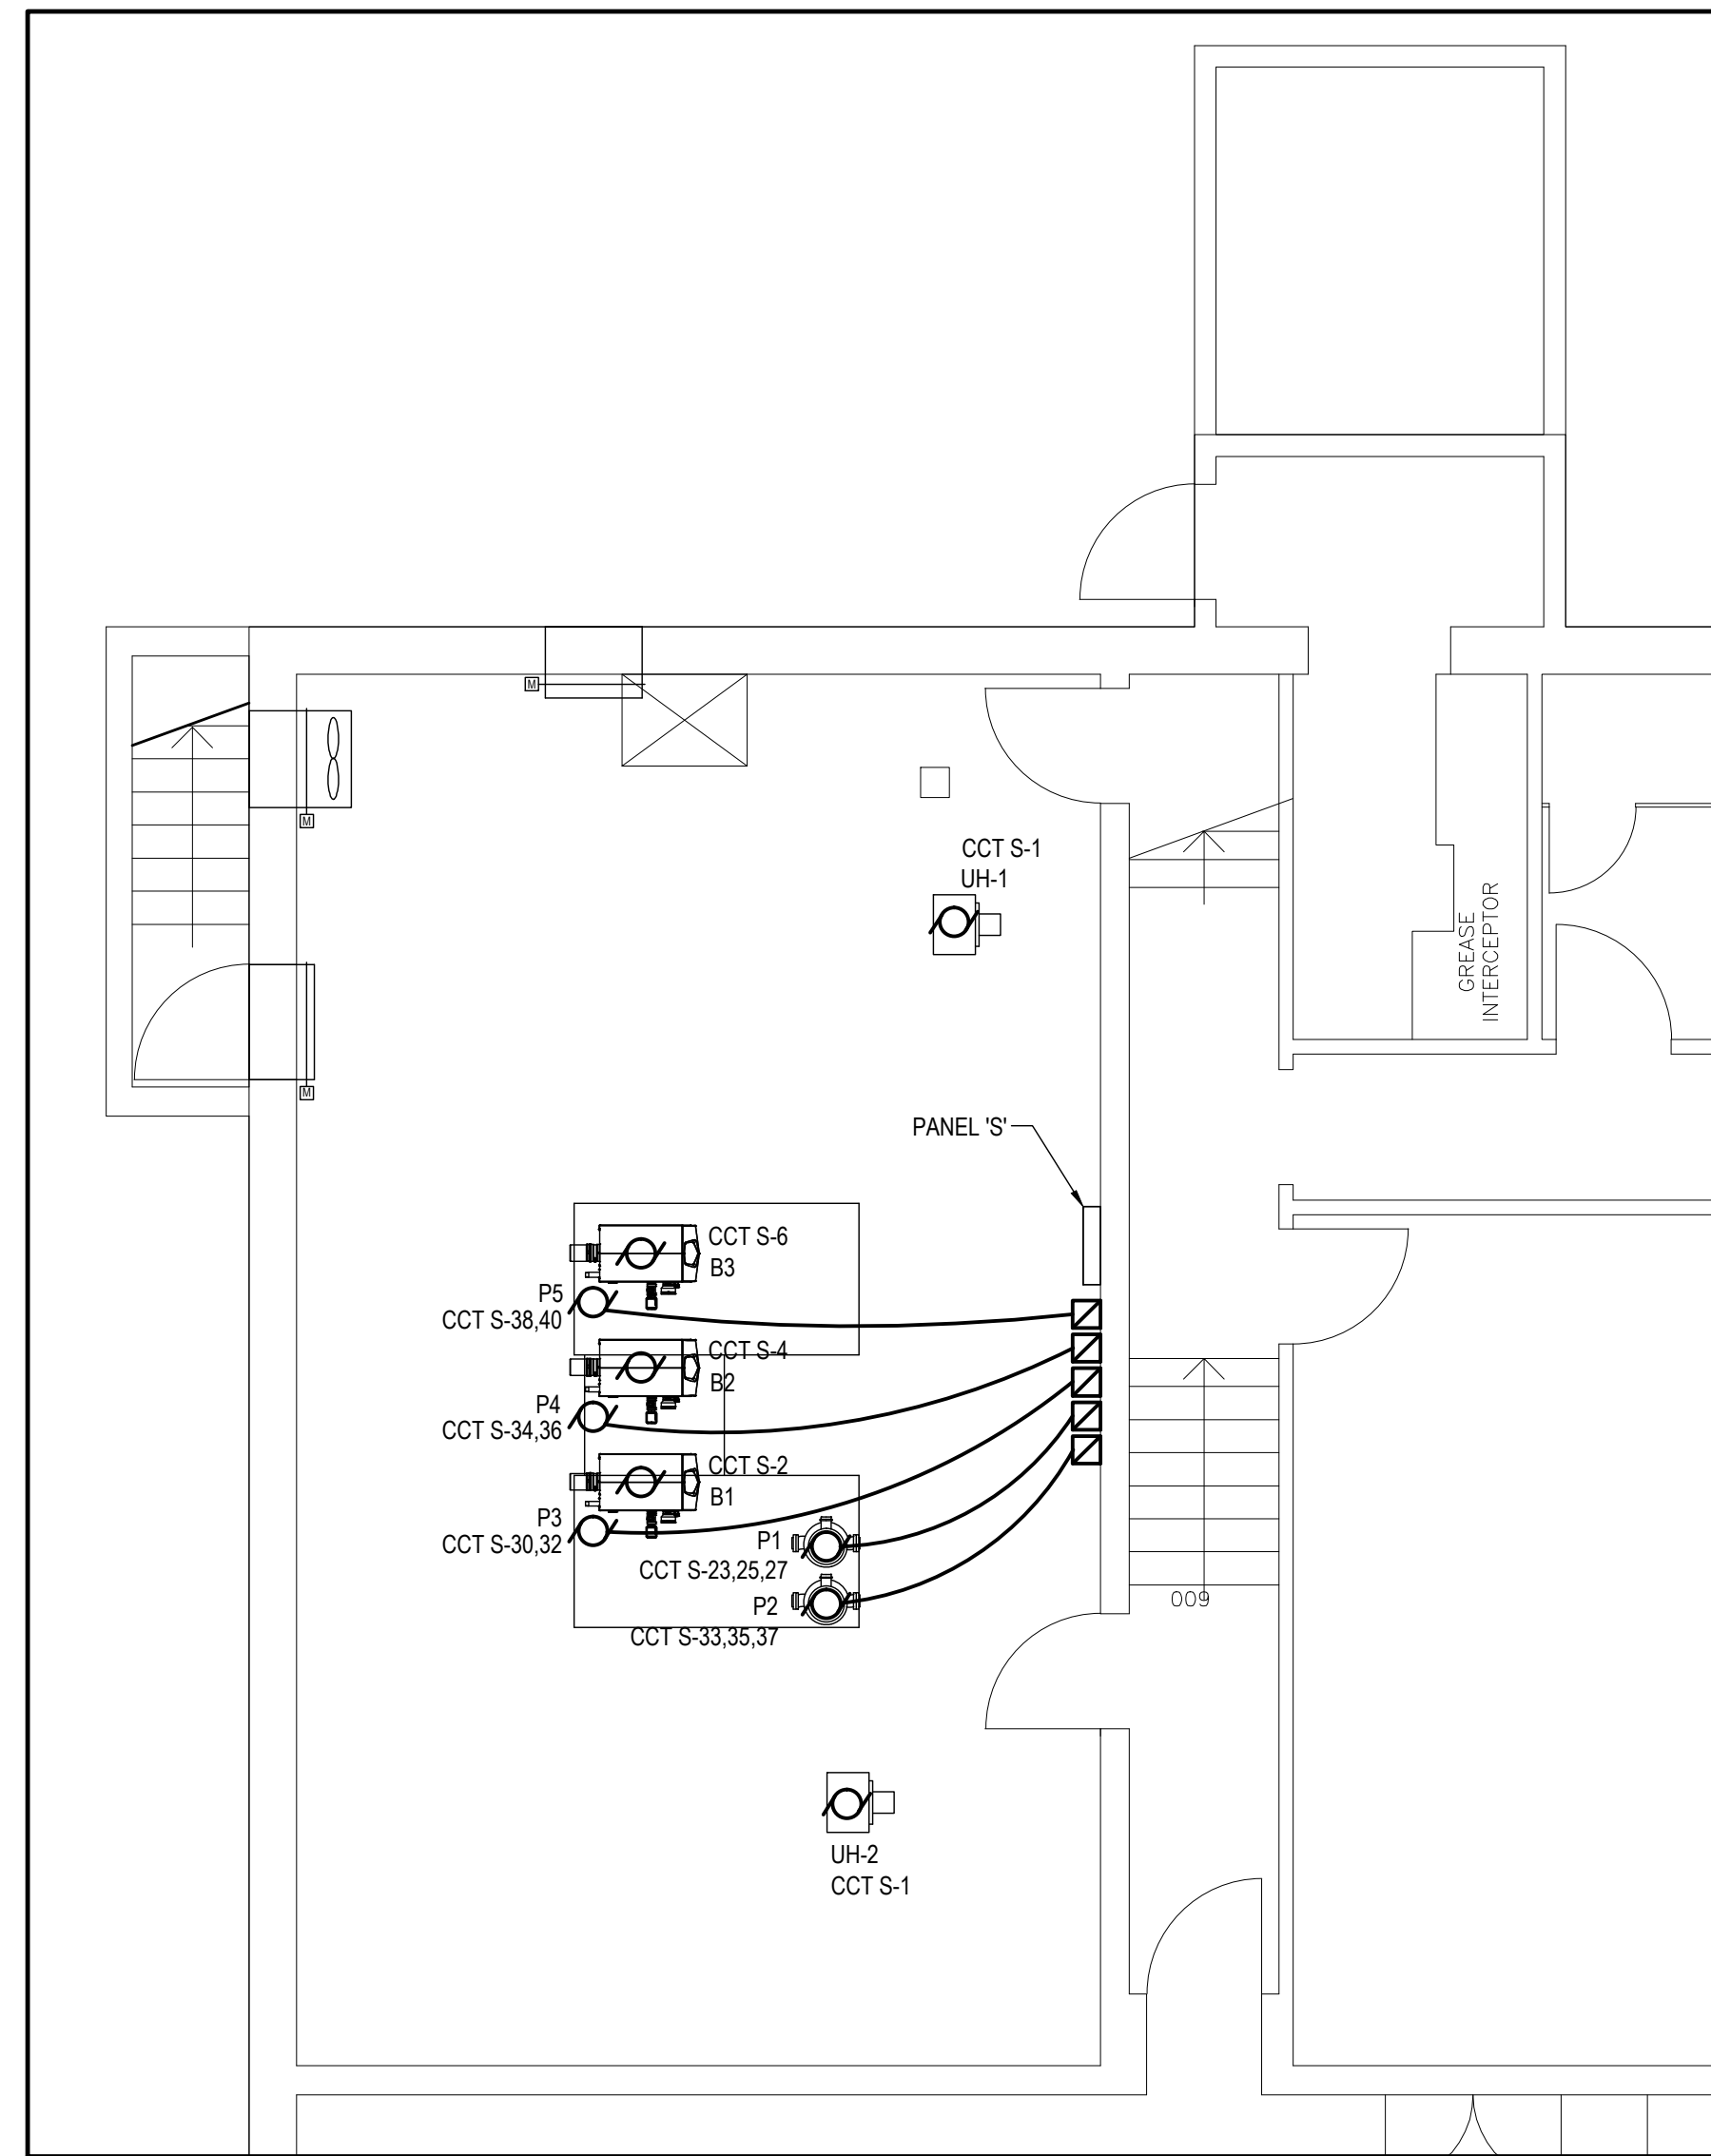 M
M
CCT S-1
UH-1
GREASE
INTERCEPTOR
M
PANEL 'S'
CCT S-6
B3
P5
CCT S-38,40
CCT S-4
B2
P4
CCT S-34,36
CCT S-2
B1
P3
CCT S-30,32
P1
CCT S-23,25,27
P2
CCT S-33,35,37
009
UH-2
CCT S-1